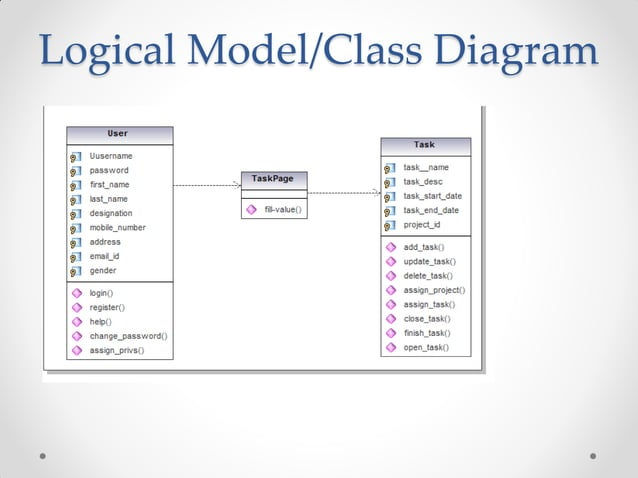 Logical Model/Class Diagram
User
Uusername
password
first_name
last_name
designation
mobile_number
address
email_id
gender
login()
register()
help()
change_password()
assign_privs()
TaskPage
fill-value()
Task
task__name
task_desc
task_start_date
task_end_date
project_id
add_task()
update_task()
delete_task()
assign_project()
assign_task()
close_task()
finish_task()
open_task()